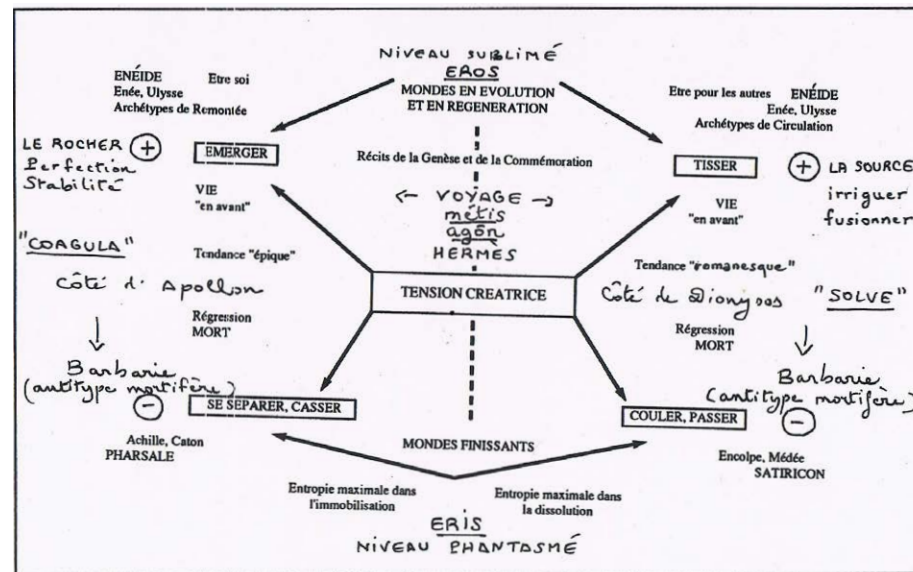 NIVEAU SUBLIMÉ
EROS
MONDES EN EVOLUTION
ET EN REGENERATION
ENÉIDE Etre soi
Enée, Ulysse
Archétypes de Remontée
Etre pour les autres ENÉIDE
Enée, Ulysse
Archétypes de Circulation
LE ROCHER +
Perfection
Stabilité
EMERGER
Récits de la Genèse et de la Commémoration
TISSER
+ LA SOURCE
irriguer
fusionner
VIE
"en avant"
← VOYAGE →
mêtis
agôn
HERMES
VIE
"en avant"
"COAGULA"
Tendance "épique"
Côté d'Apollon
TENSION CREATRICE
Tendance "romanesque"
Côté de Dionysos "SOLVE"
Régression
MORT
Régression
MORT
Barbarie
(antitype mortifère)
Barbarie
(antitype mortifère)
−
SE SEPARER, CASSER
COULER, PASSER
−
Achille, Caton
PHARSALE
MONDES FINISSANTS
Encolpe, Médée
SATIRICON
Entropie maximale dans
l'immobilisation
Entropie maximale dans
la dissolution
ERIS
NIVEAU PHANTASMÉ